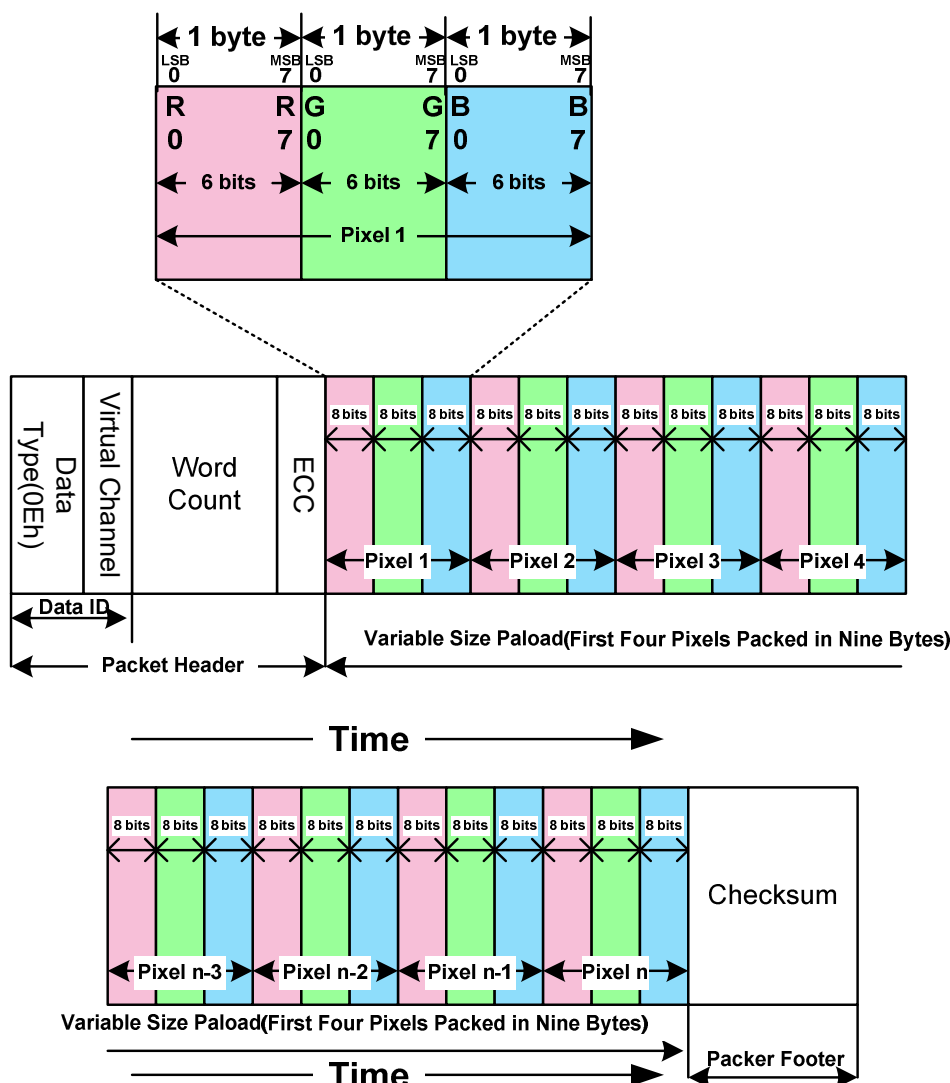 1 byte 1 byte 1 byte
LSB MSB LSB MSB LSB MSB
0 7 0 7 0 7
R R G G B B
0 7 0 7 0 7
6 bits 6 bits 6 bits
Pixel 1
Data Type(0Eh)
Virtual Channel
Word Count
ECC
8 bits 8 bits 8 bits 8 bits 8 bits 8 bits 8 bits 8 bits 8 bits 8 bits 8 bits 8 bits
Pixel 1 Pixel 2 Pixel 3 Pixel 4
Data ID
Variable Size Paload(First Four Pixels Packed in Nine Bytes)
Packet Header
Time
8 bits 8 bits 8 bits 8 bits 8 bits 8 bits 8 bits 8 bits 8 bits 8 bits 8 bits 8 bits
Checksum
Pixel n-3 Pixel n-2 Pixel n-1 Pixel n
Variable Size Paload(First Four Pixels Packed in Nine Bytes)
Packer Footer
Time